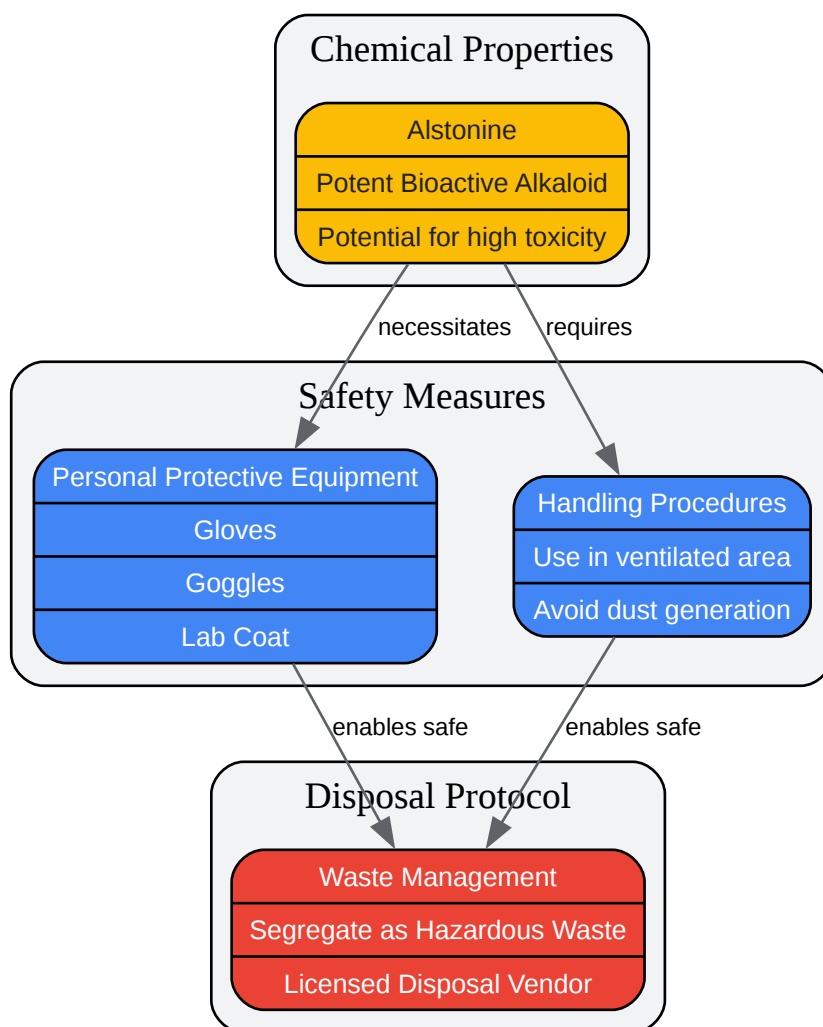 Chemical Properties
Alstonine
Potent Bioactive Alkaloid
Potential for high toxicity
necessitates
requires
Safety Measures
Personal Protective Equipment
Gloves
Goggles
Lab Coat
Handling Procedures
Use in ventilated area
Avoid dust generation
enables safe
enables safe
Disposal Protocol
Waste Management
Segregate as Hazardous Waste
Licensed Disposal Vendor